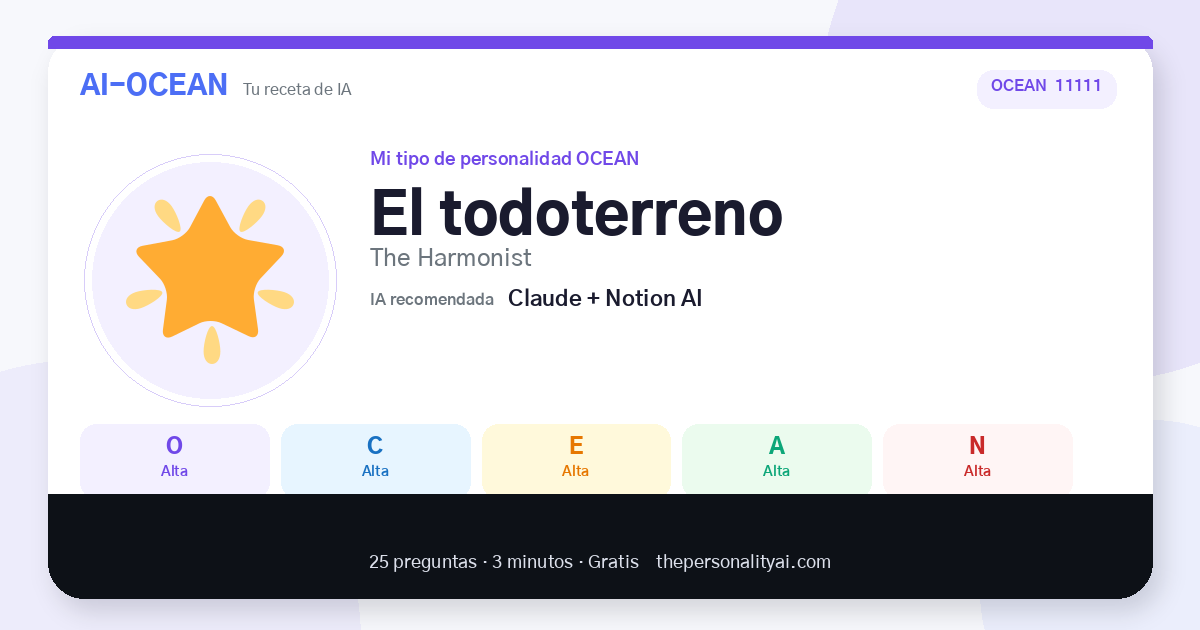 AI-OCEAN Tu receta de IA
OCEAN 11111
Mi tipo de personalidad OCEAN
El todoterreno
The Harmonist
IA recomendada Claude + Notion AI
O
Alta
C
Alta
E
Alta
A
Alta
N
Alta
25 preguntas · 3 minutos · Gratis thepersonalityai.com